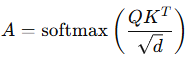 A = softmax ( QK^T / √d )